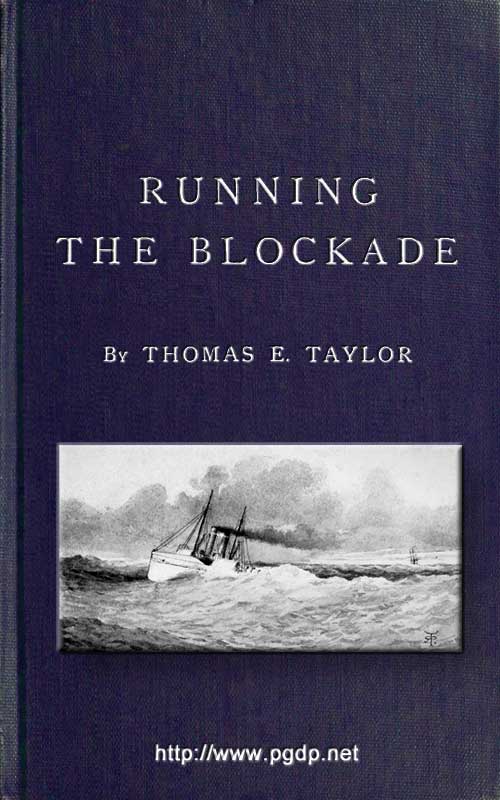 RUNNING
THE BLOCKADE
By THOMAS E. TAYLOR
http://www.pgdp.net